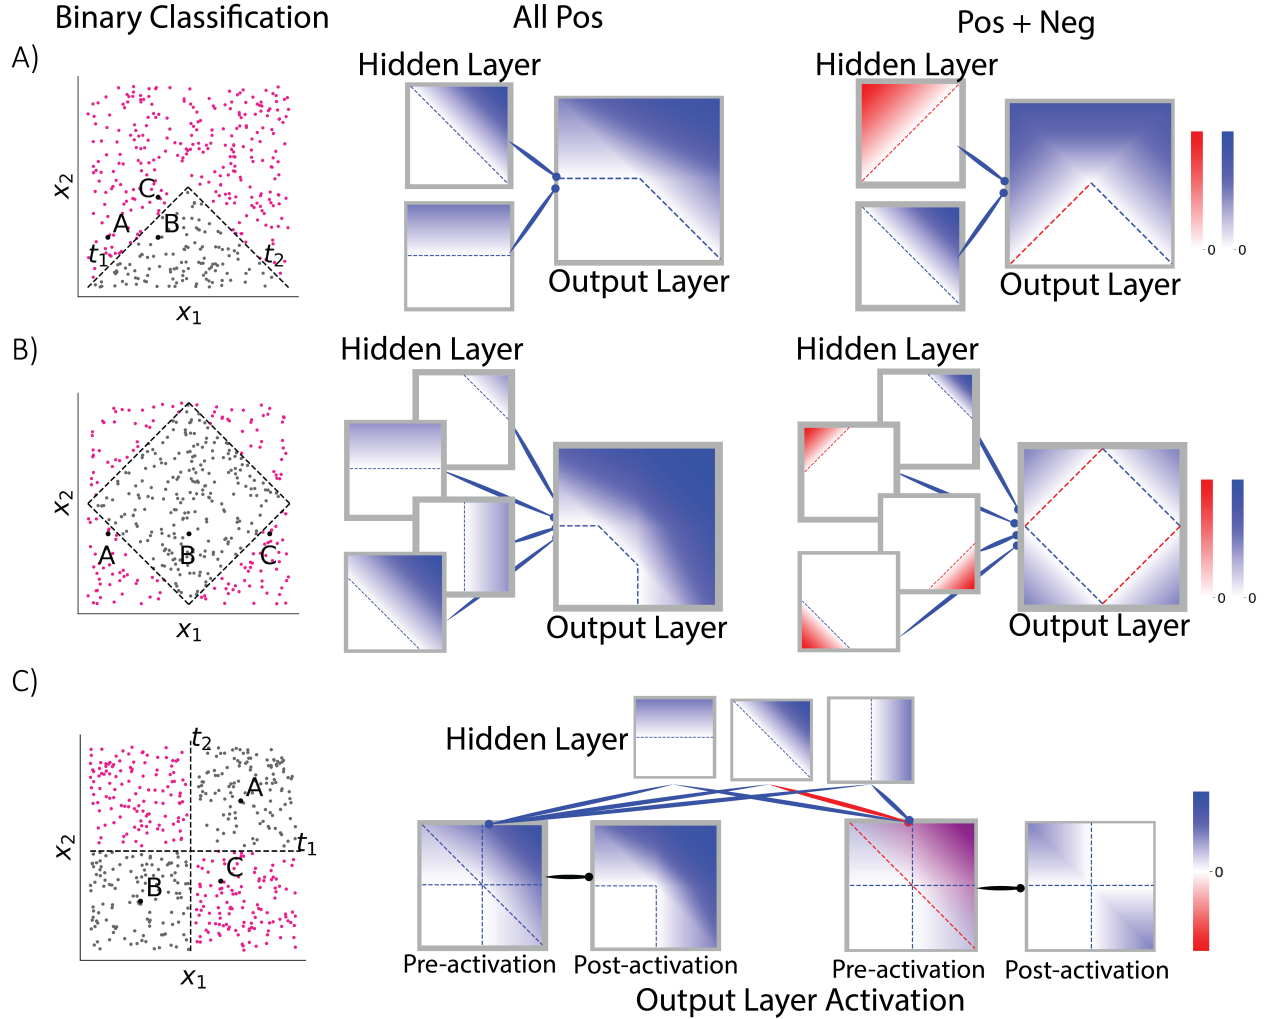 Binary Classification
All Pos
Pos + Neg
A)
Hidden Layer
Hidden Layer
x2
C
A
B
t1
t2
x1
Output Layer
Output Layer
0
0
B)
Hidden Layer
Hidden Layer
x2
A
B
C
x1
Output Layer
Output Layer
0
0
C)
Hidden Layer
t2
A
t1
x2
B
C
x1
0
Pre-activation
Post-activation
Pre-activation
Post-activation
Output Layer Activation